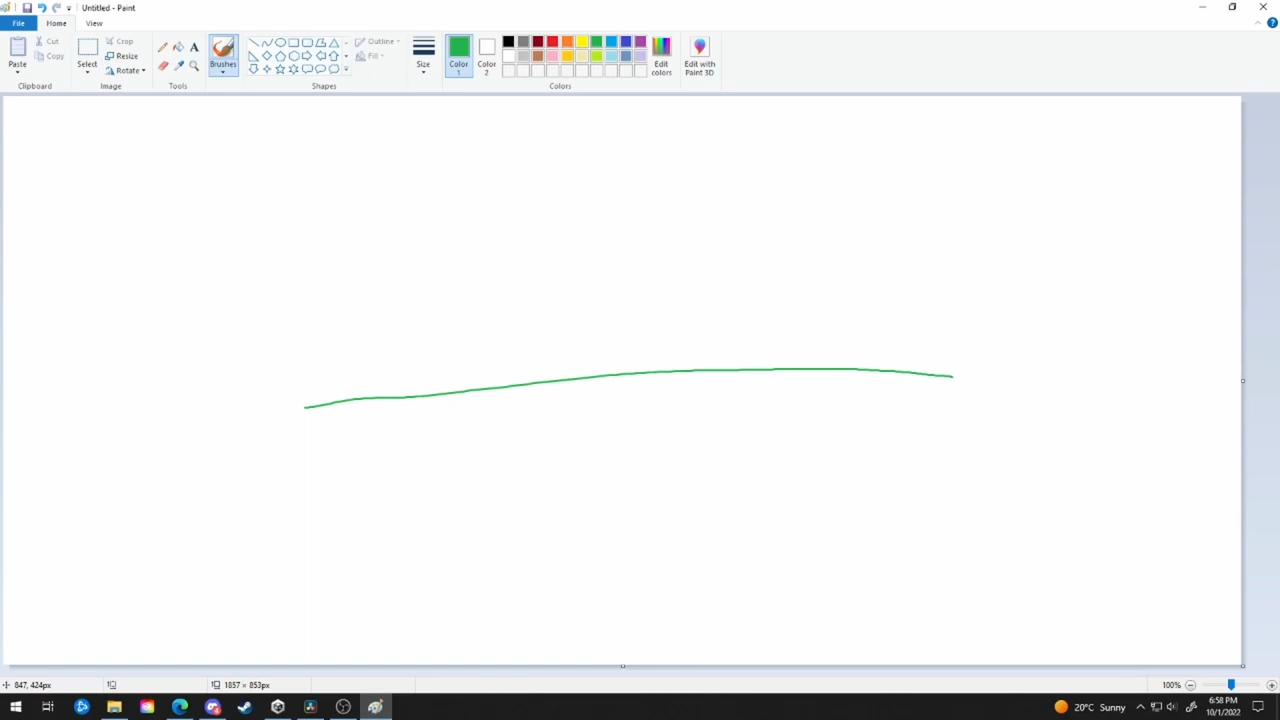 Untitled - Paint
File Home View
Paste
Cut
Copy
Clipboard
Select
Crop
Resize
Rotate
Image
A
Tools
Brushes
Outline
Fill
Shapes
Size
Color 1
Color 2
Edit colors
Edit with Paint 3D
Colors
847, 424px
1857 × 853px
100%
20°C Sunny
6:58 PM
10/1/2022